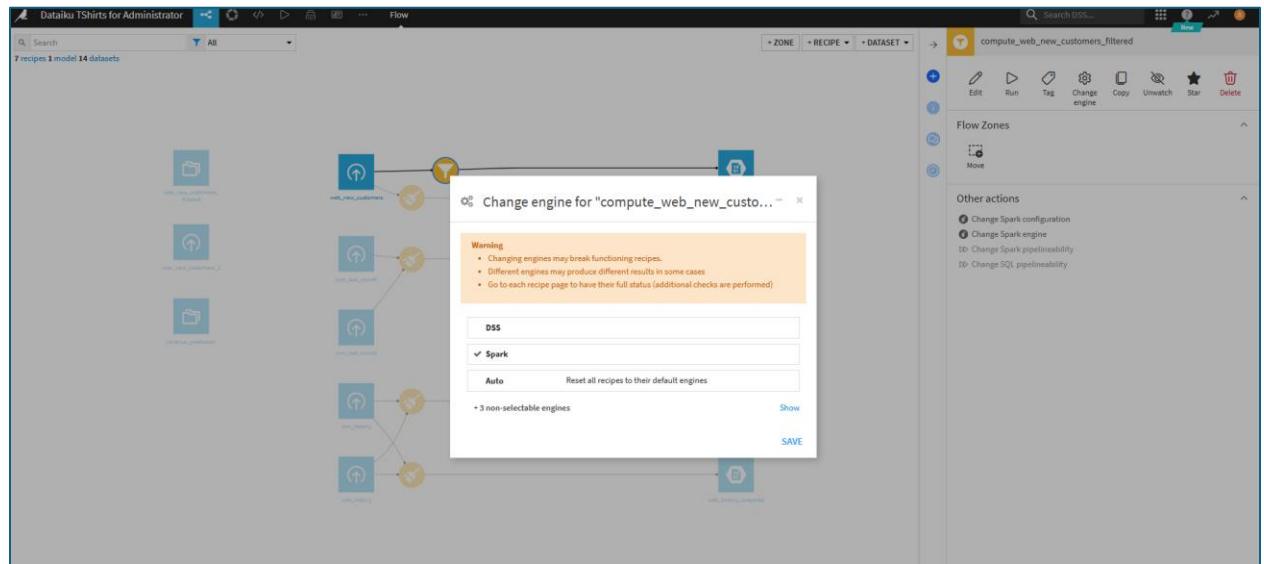 Dataiku TShirts for Administrator
Flow
Search DSS...
New
Search
All
+ ZONE
+ RECIPE
+ DATASET
7 recipes 1 model 14 datasets
compute_web_new_customers_filtered
Edit
Run
Tag
Change engine
Copy
Unwatch
Star
Delete
Flow Zones
Move
Other actions
Change Spark configuration
Change Spark engine
Change Spark pipelineability
Change SQL pipelineability
web_new_customers
Change engine for "compute_web_new_custo...
Warning
• Changing engines may break functioning recipes.
• Different engines may produce different results in some cases
• Go to each recipe page to have their full status (additional checks are performed)
DSS
Spark
Auto Reset all recipes to their default engines
+ 3 non-selectable engines Show
SAVE